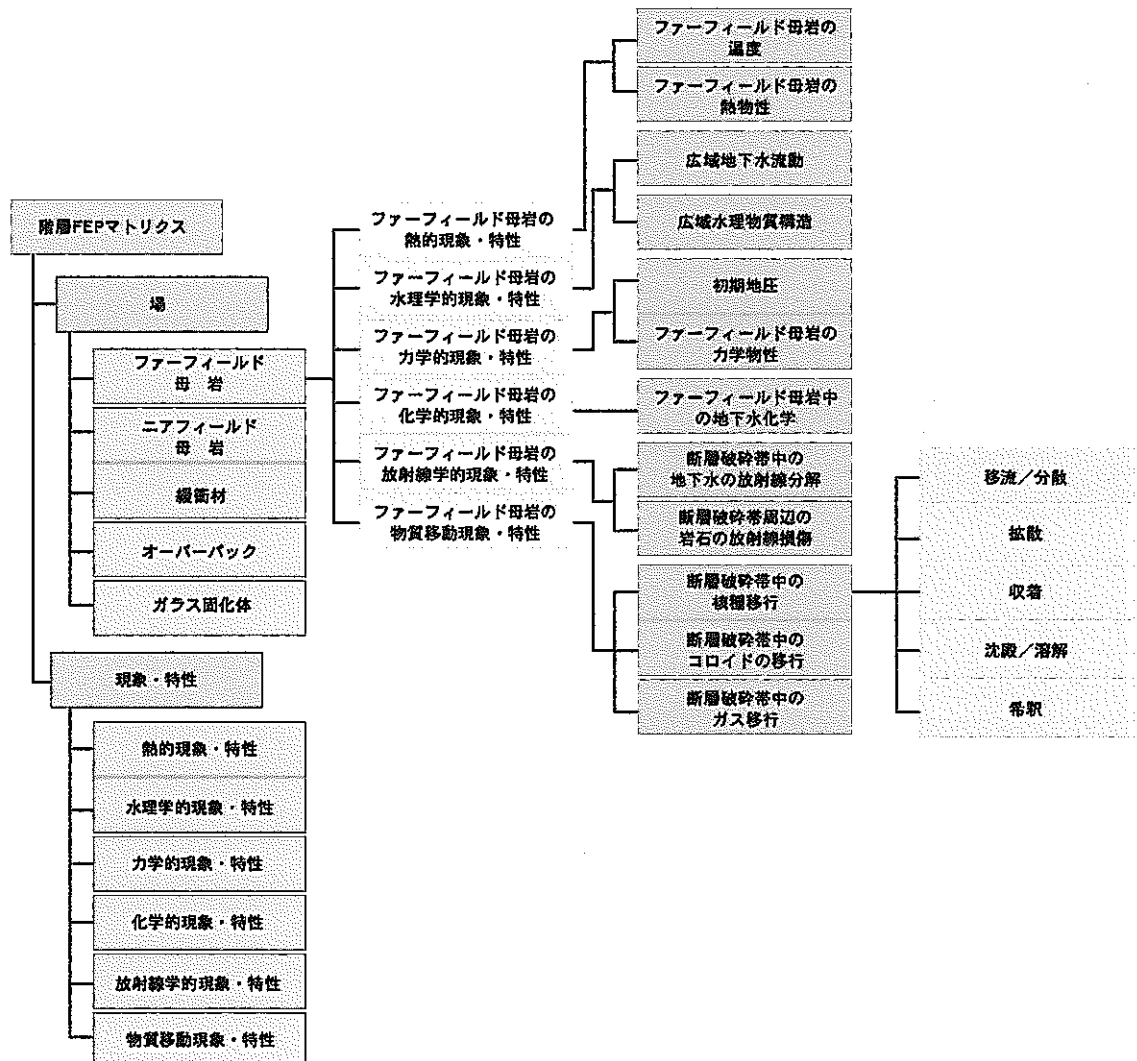 階層FEPマトリクス
場
ファーフィールド
母　岩
ニアフィールド
母　岩
緩衝材
オーバーパック
ガラス固化体
現象・特性
熱的現象・特性
水理学的現象・特性
力学的現象・特性
化学的現象・特性
放射線学的現象・特性
物質移動現象・特性
ファーフィールド母岩の
熱的現象・特性
ファーフィールド母岩の
水理学的現象・特性
ファーフィールド母岩の
力学的現象・特性
ファーフィールド母岩の
化学的現象・特性
ファーフィールド母岩の
放射線学的現象・特性
ファーフィールド母岩の
物質移動現象・特性
ファーフィールド母岩の
温度
ファーフィールド母岩の
熱物性
広域地下水流動
広域水理物質構造
初期地圧
ファーフィールド母岩の
力学物性
ファーフィールド母岩中
の地下水化学
断層破砕帯中の
地下水の放射線分解
断層破砕帯周辺の
岩石の放射線損傷
断層破砕帯中の
核種移行
断層破砕帯中の
コロイドの移行
断層破砕帯中の
ガス移行
移流／分散
拡散
収着
沈殿／溶解
希釈